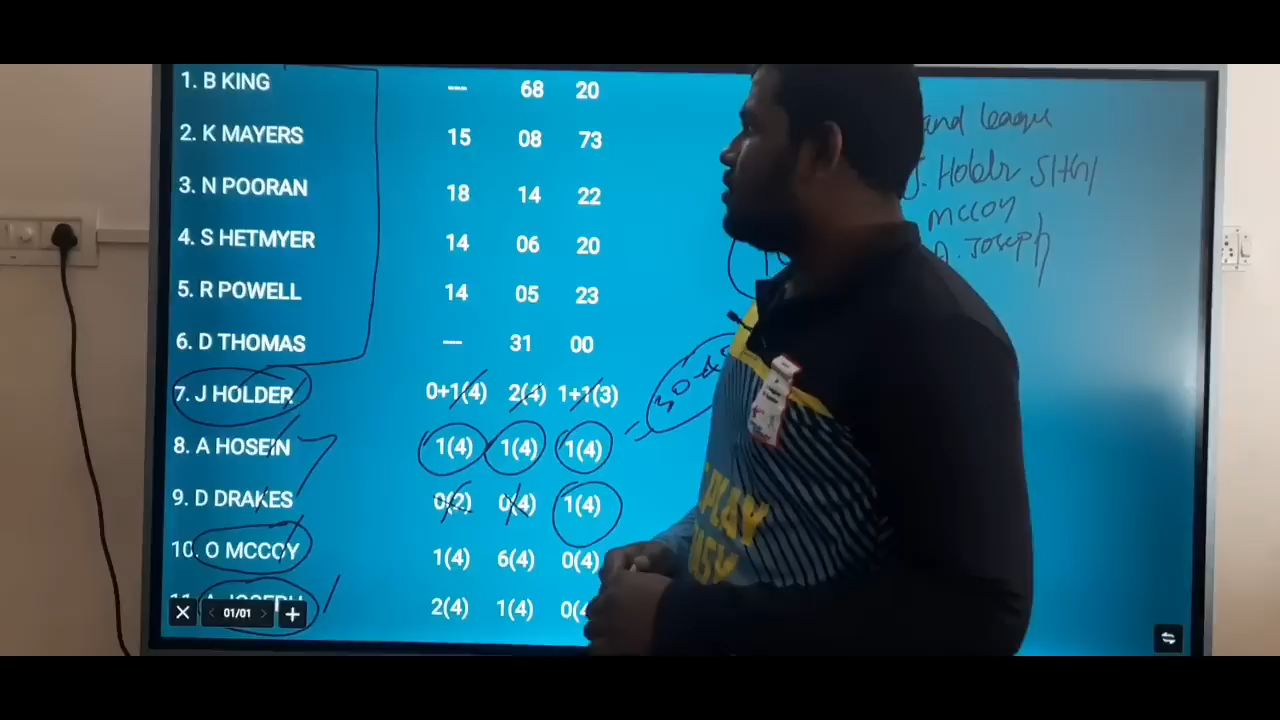 1. B KING --- 68 20
2. K MAYERS 15 08 73
3. N POORAN 18 14 22
4. S HETMYER 14 06 20
5. R POWELL 14 05 23
6. D THOMAS --- 31 00
7. J HOLDER 0+1(4) 2(4) 1+1(3)
8. A HOSEIN 1(4) 1(4) 1(4)
9. D DRAKES 0(2) 0(4) 1(4)
10. O MCCOY 1(4) 6(4) 0(4)
2(4) 1(4)
01/01
league
J. Holder
MCCOY
A. Joseph
PLAY